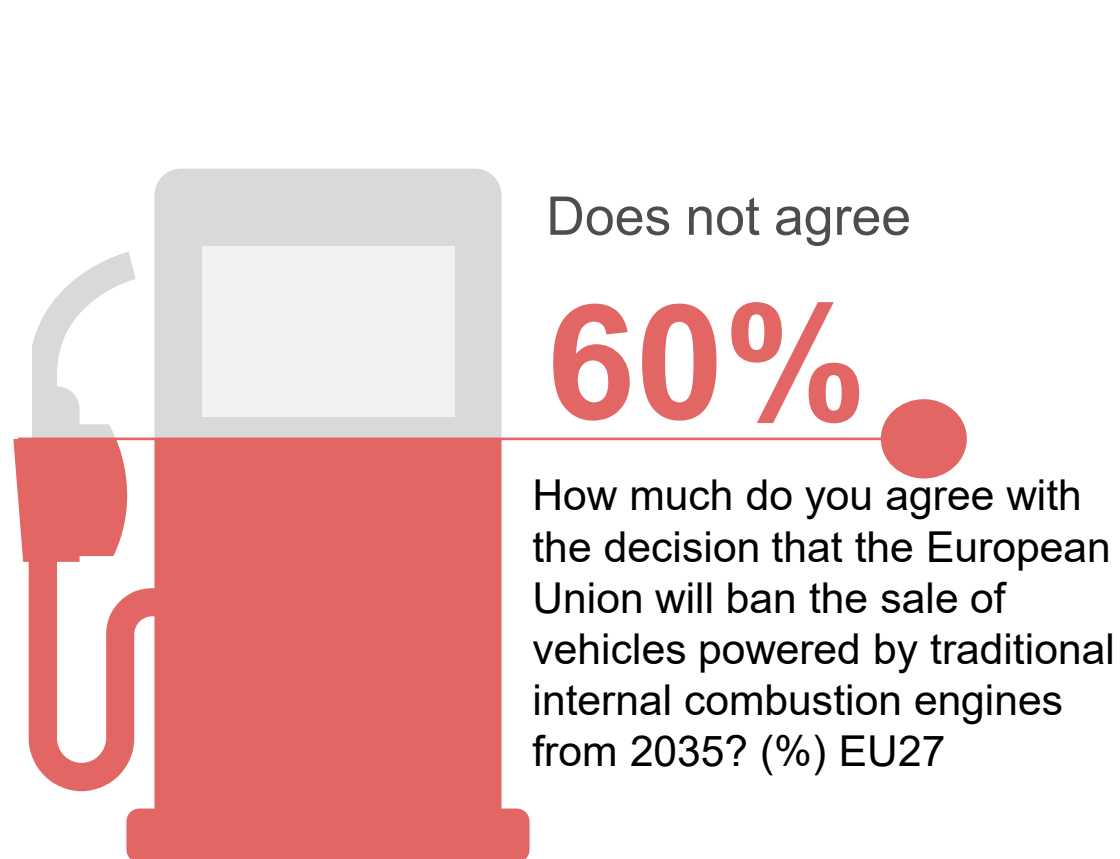 Does not agree
60%
How much do you agree with
the decision that the European
Union will ban the sale of
vehicles powered by traditional
internal combustion engines
from 2035? (%) EU27